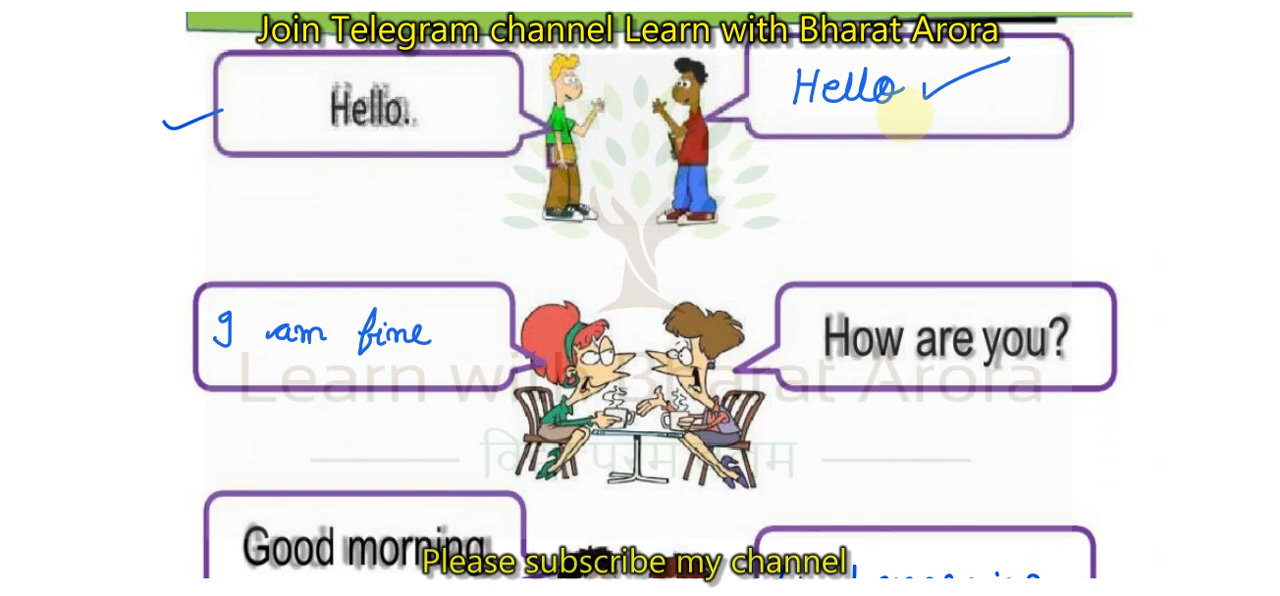 Join Telegram channel Learn with Bharat Arora
Hello.
Hello
I am fine
How are you?
Learn with Bharat Arora
Good morning
Please subscribe my channel